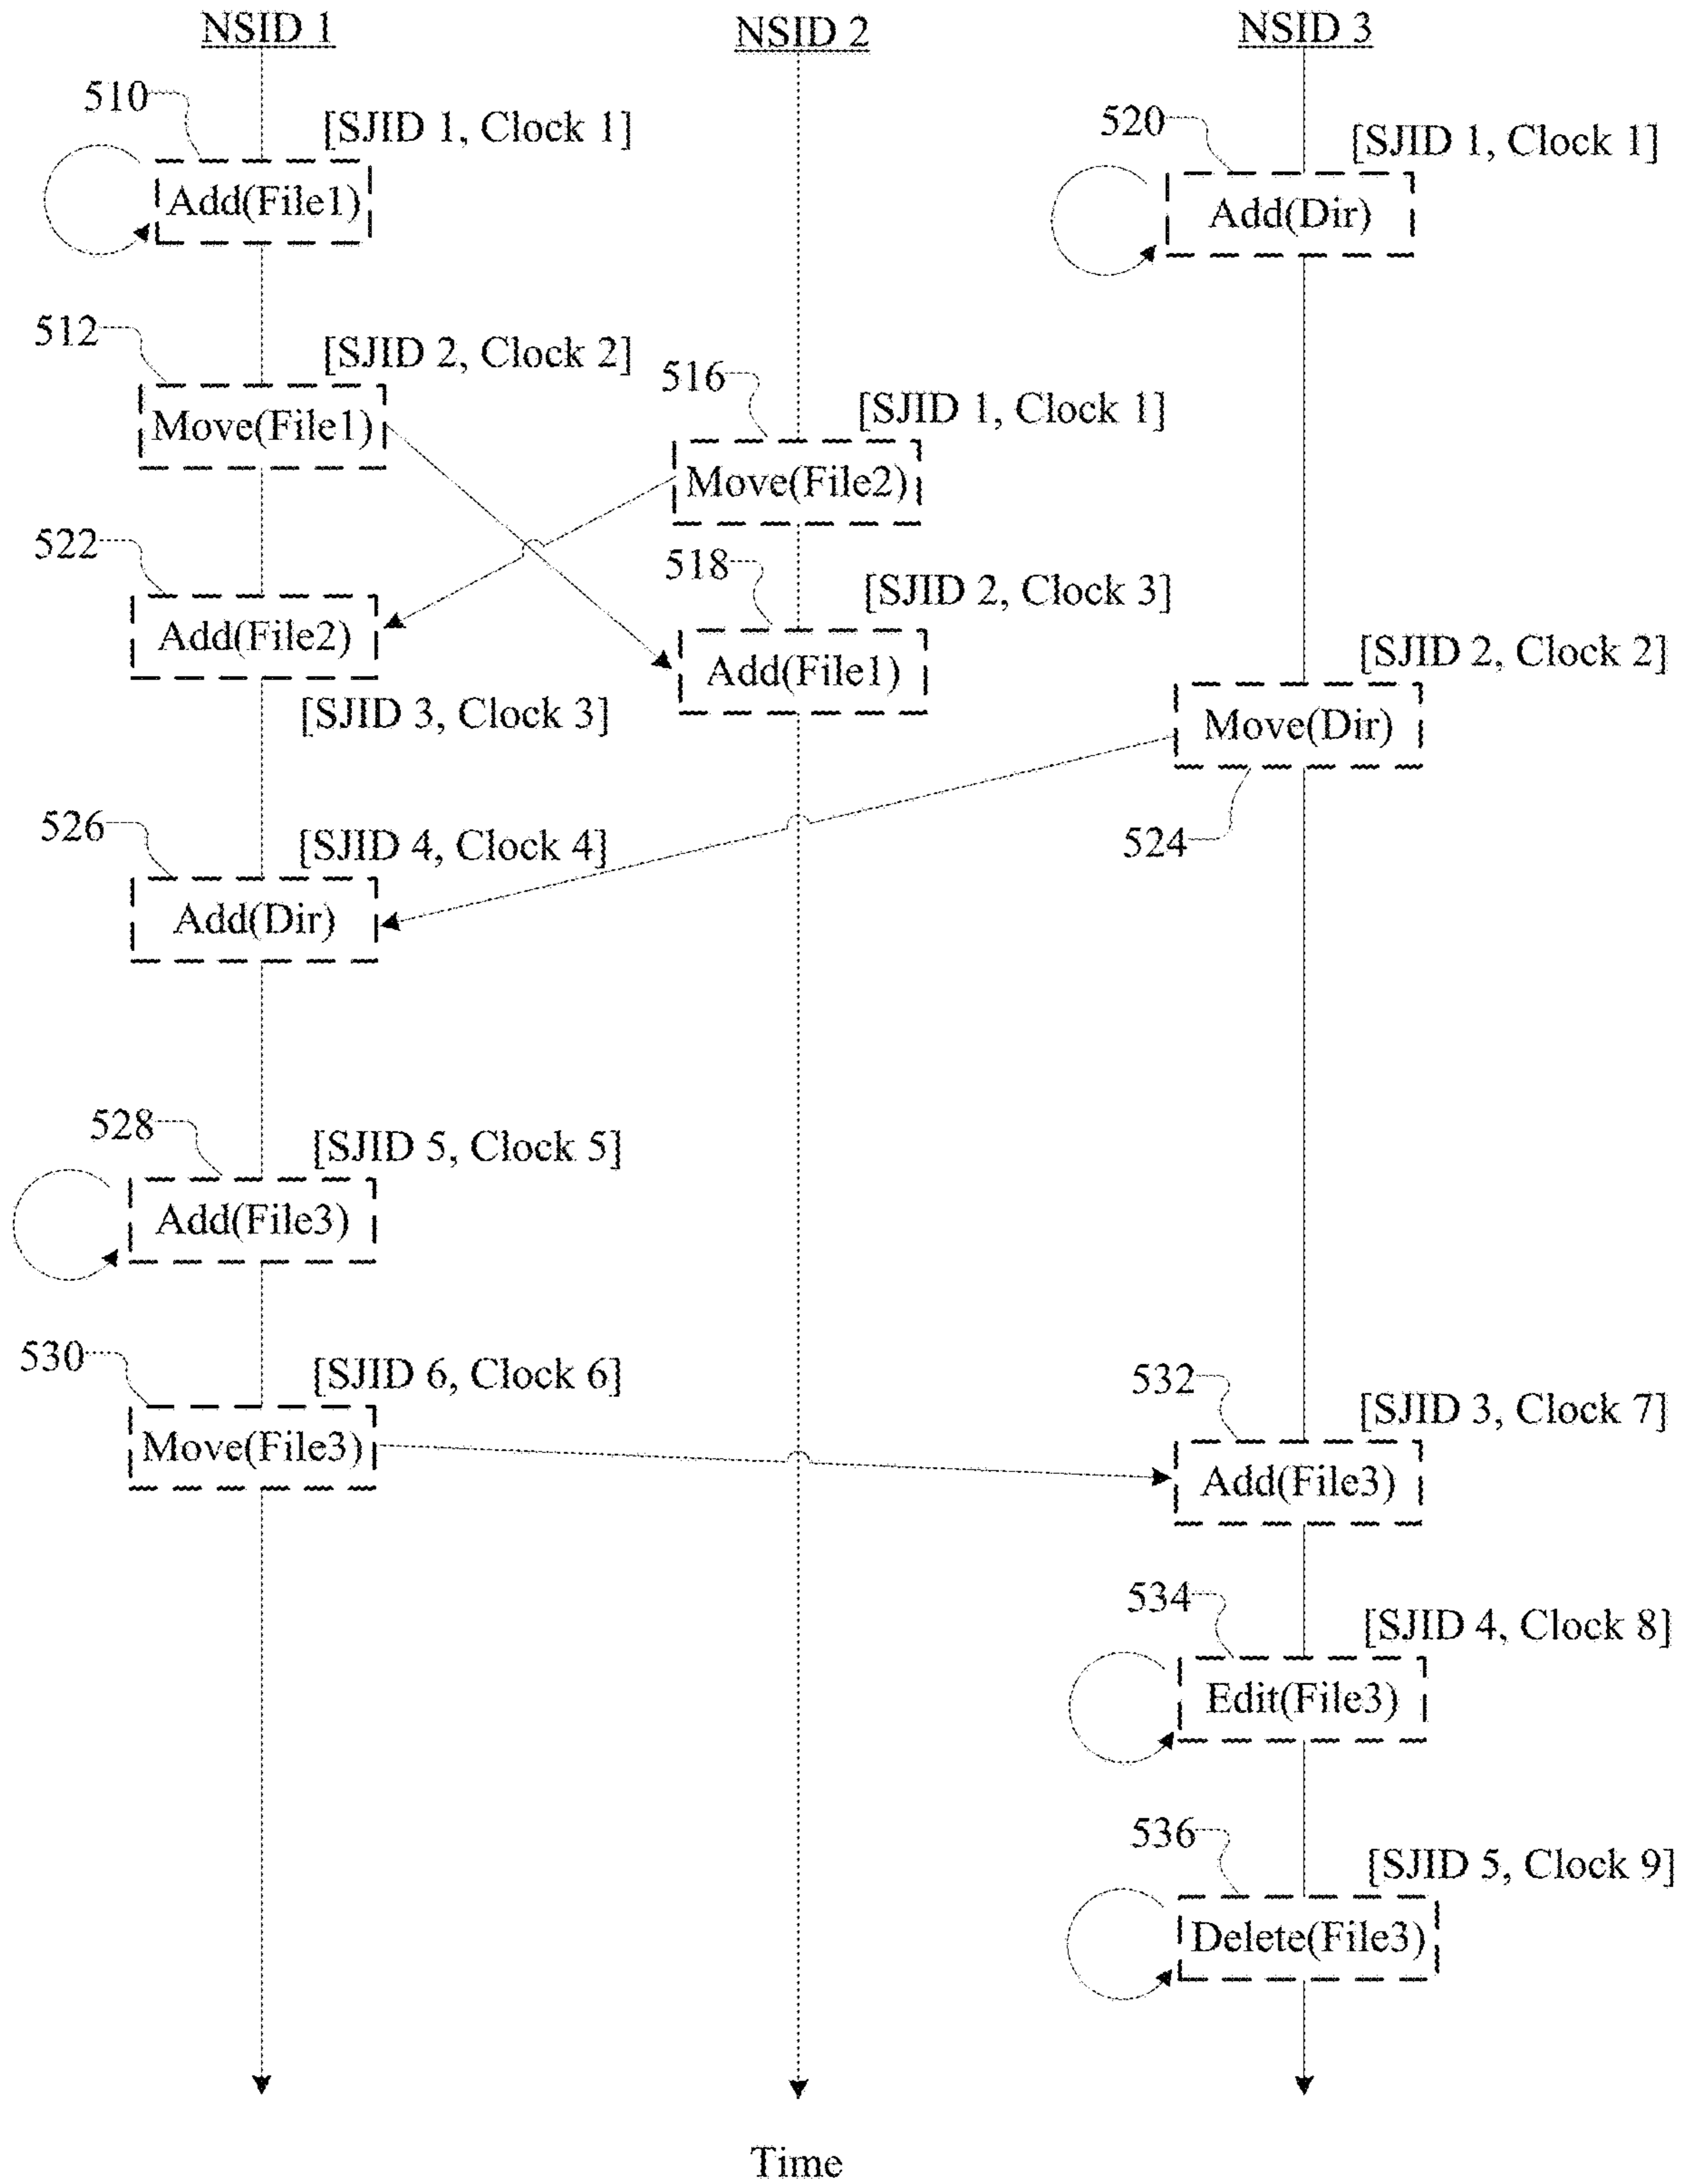 NSID 1
NSID 2
NSID 3
510
[SJID 1, Clock 1]
Add(File1)
520
[SJID 1, Clock 1]
Add(Dir)
512
[SJID 2, Clock 2]
Move(File1)
516
[SJID 1, Clock 1]
Move(File2)
522
Add(File2)
[SJID 3, Clock 3]
518
[SJID 2, Clock 3]
Add(File1)
[SJID 2, Clock 2]
Move(Dir)
524
526
[SJID 4, Clock 4]
Add(Dir)
528
[SJID 5, Clock 5]
Add(File3)
530
[SJID 6, Clock 6]
Move(File3)
532
[SJID 3, Clock 7]
Add(File3)
534
[SJID 4, Clock 8]
Edit(File3)
536
[SJID 5, Clock 9]
Delete(File3)
Time